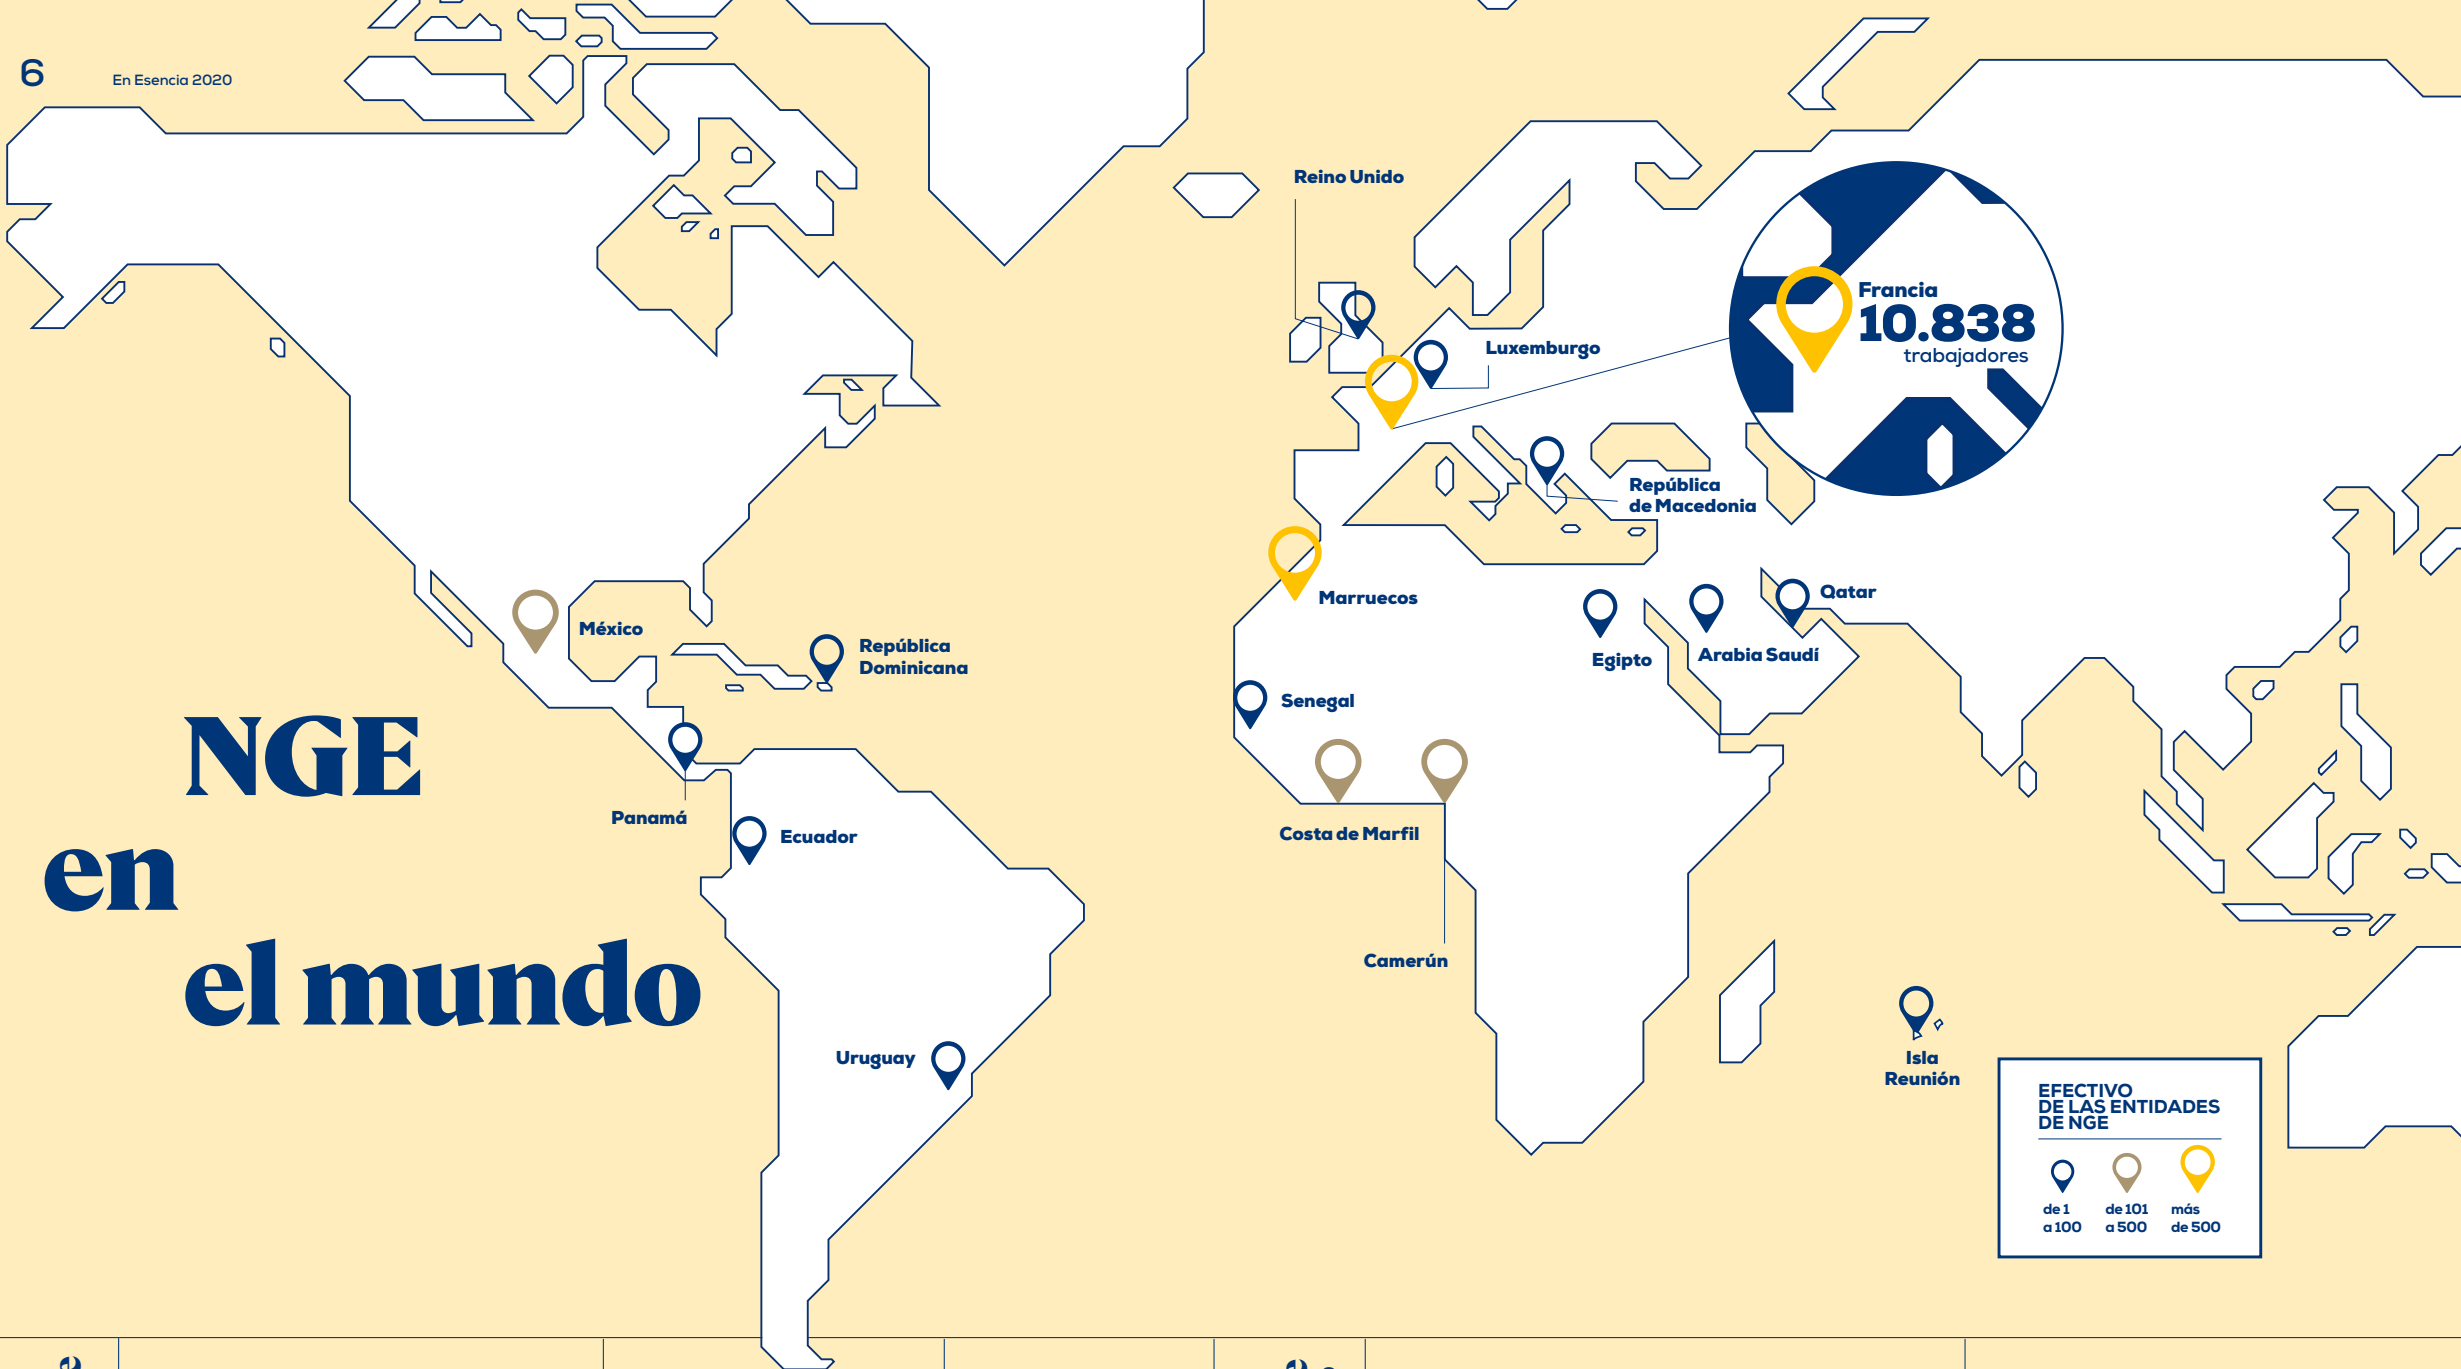 6
En Esencia 2020
NGE
en
el mundo
Reino Unido
Luxemburgo
Francia
10.838
trabajadores
República
de Macedonia
Marruecos
México
República
Dominicana
Egipto
Arabia Saudí
Qatar
Senegal
Costa de Marfil
Camerún
Panamá
Ecuador
Uruguay
Isla
Reunión
EFECTIVO
DE LAS ENTIDADES
DE NGE
de 1
a 100
de 101
a 500
más
de 500